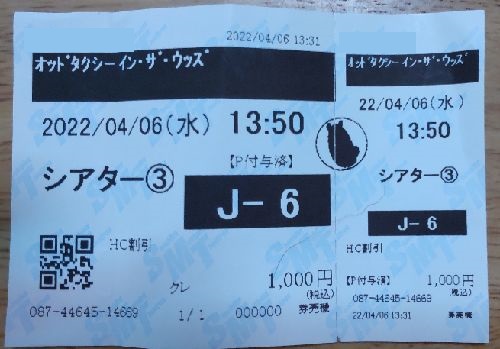 2022/04/06 13:31
オッドタクシーイン・ザ・ウッズ
2022/04/06(水) 13:50
【P付与済】
シアター③
J-6
HC割引
クレ
1,000円
(税込)
087-44645-14669
1/1 000000 券売機
オッドタクシーイン・ザ・ウッズ
22/04/06(水)
13:50
シアター③
J-6
HC割引
【P付与済】 1,000円
(税込)
087-44645-14669
22/04/06 13:31 券売機